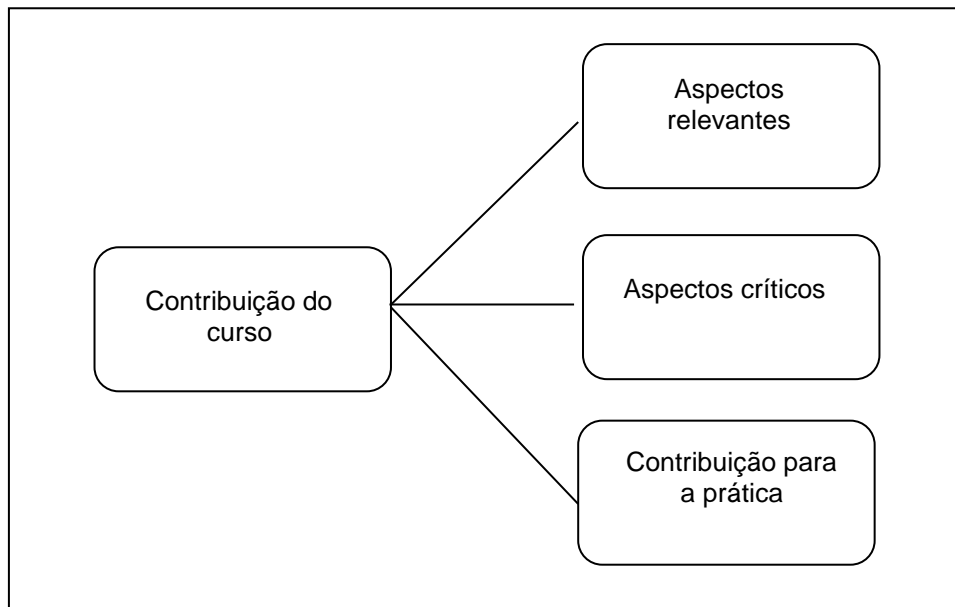 Contribuição do
curso
Aspectos
relevantes
Aspectos críticos
Contribuição para
a prática